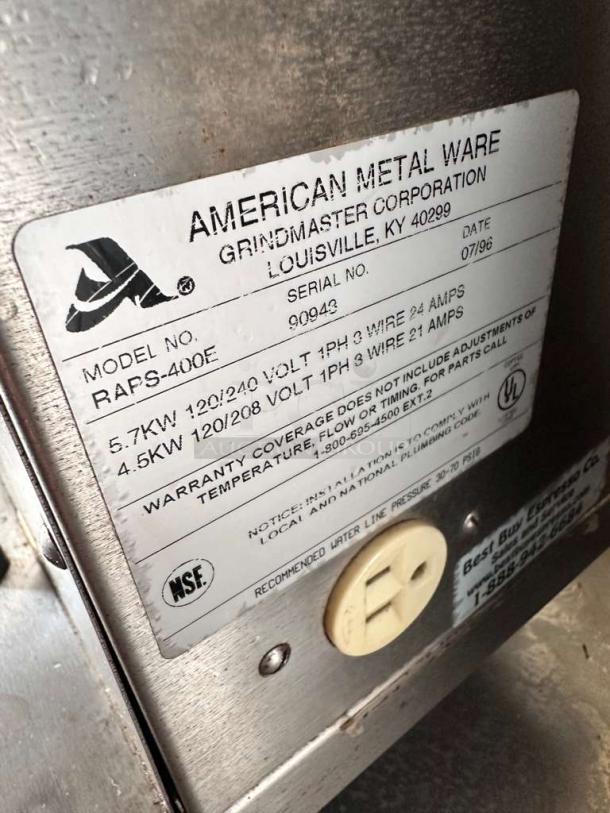 AMERICAN METAL WARE
GRINDMASTER CORPORATION
LOUISVILLE, KY 40299
MODEL NO. SERIAL NO. DATE
RAPS-400E 90943 07/96
5.7KW 120/240 VOLT 1PH 3 WIRE 24 AMPS
4.5KW 120/208 VOLT 1PH 3 WIRE 21 AMPS
WARRANTY COVERAGE DOES NOT INCLUDE ADJUSTMENTS OF
TEMPERATURE, FLOW OR TIMING. FOR PARTS CALL
1-800-695-4500 EXT.2
UL
®
NOTICE: INSTALLATION IS TO COMPLY WITH
LOCAL AND NATIONAL PLUMBING CODE.
RECOMMENDED WATER LINE PRESSURE 30-70 PSIG
NSF.
Best Buy Espresso Co.
www.
1-888-942-